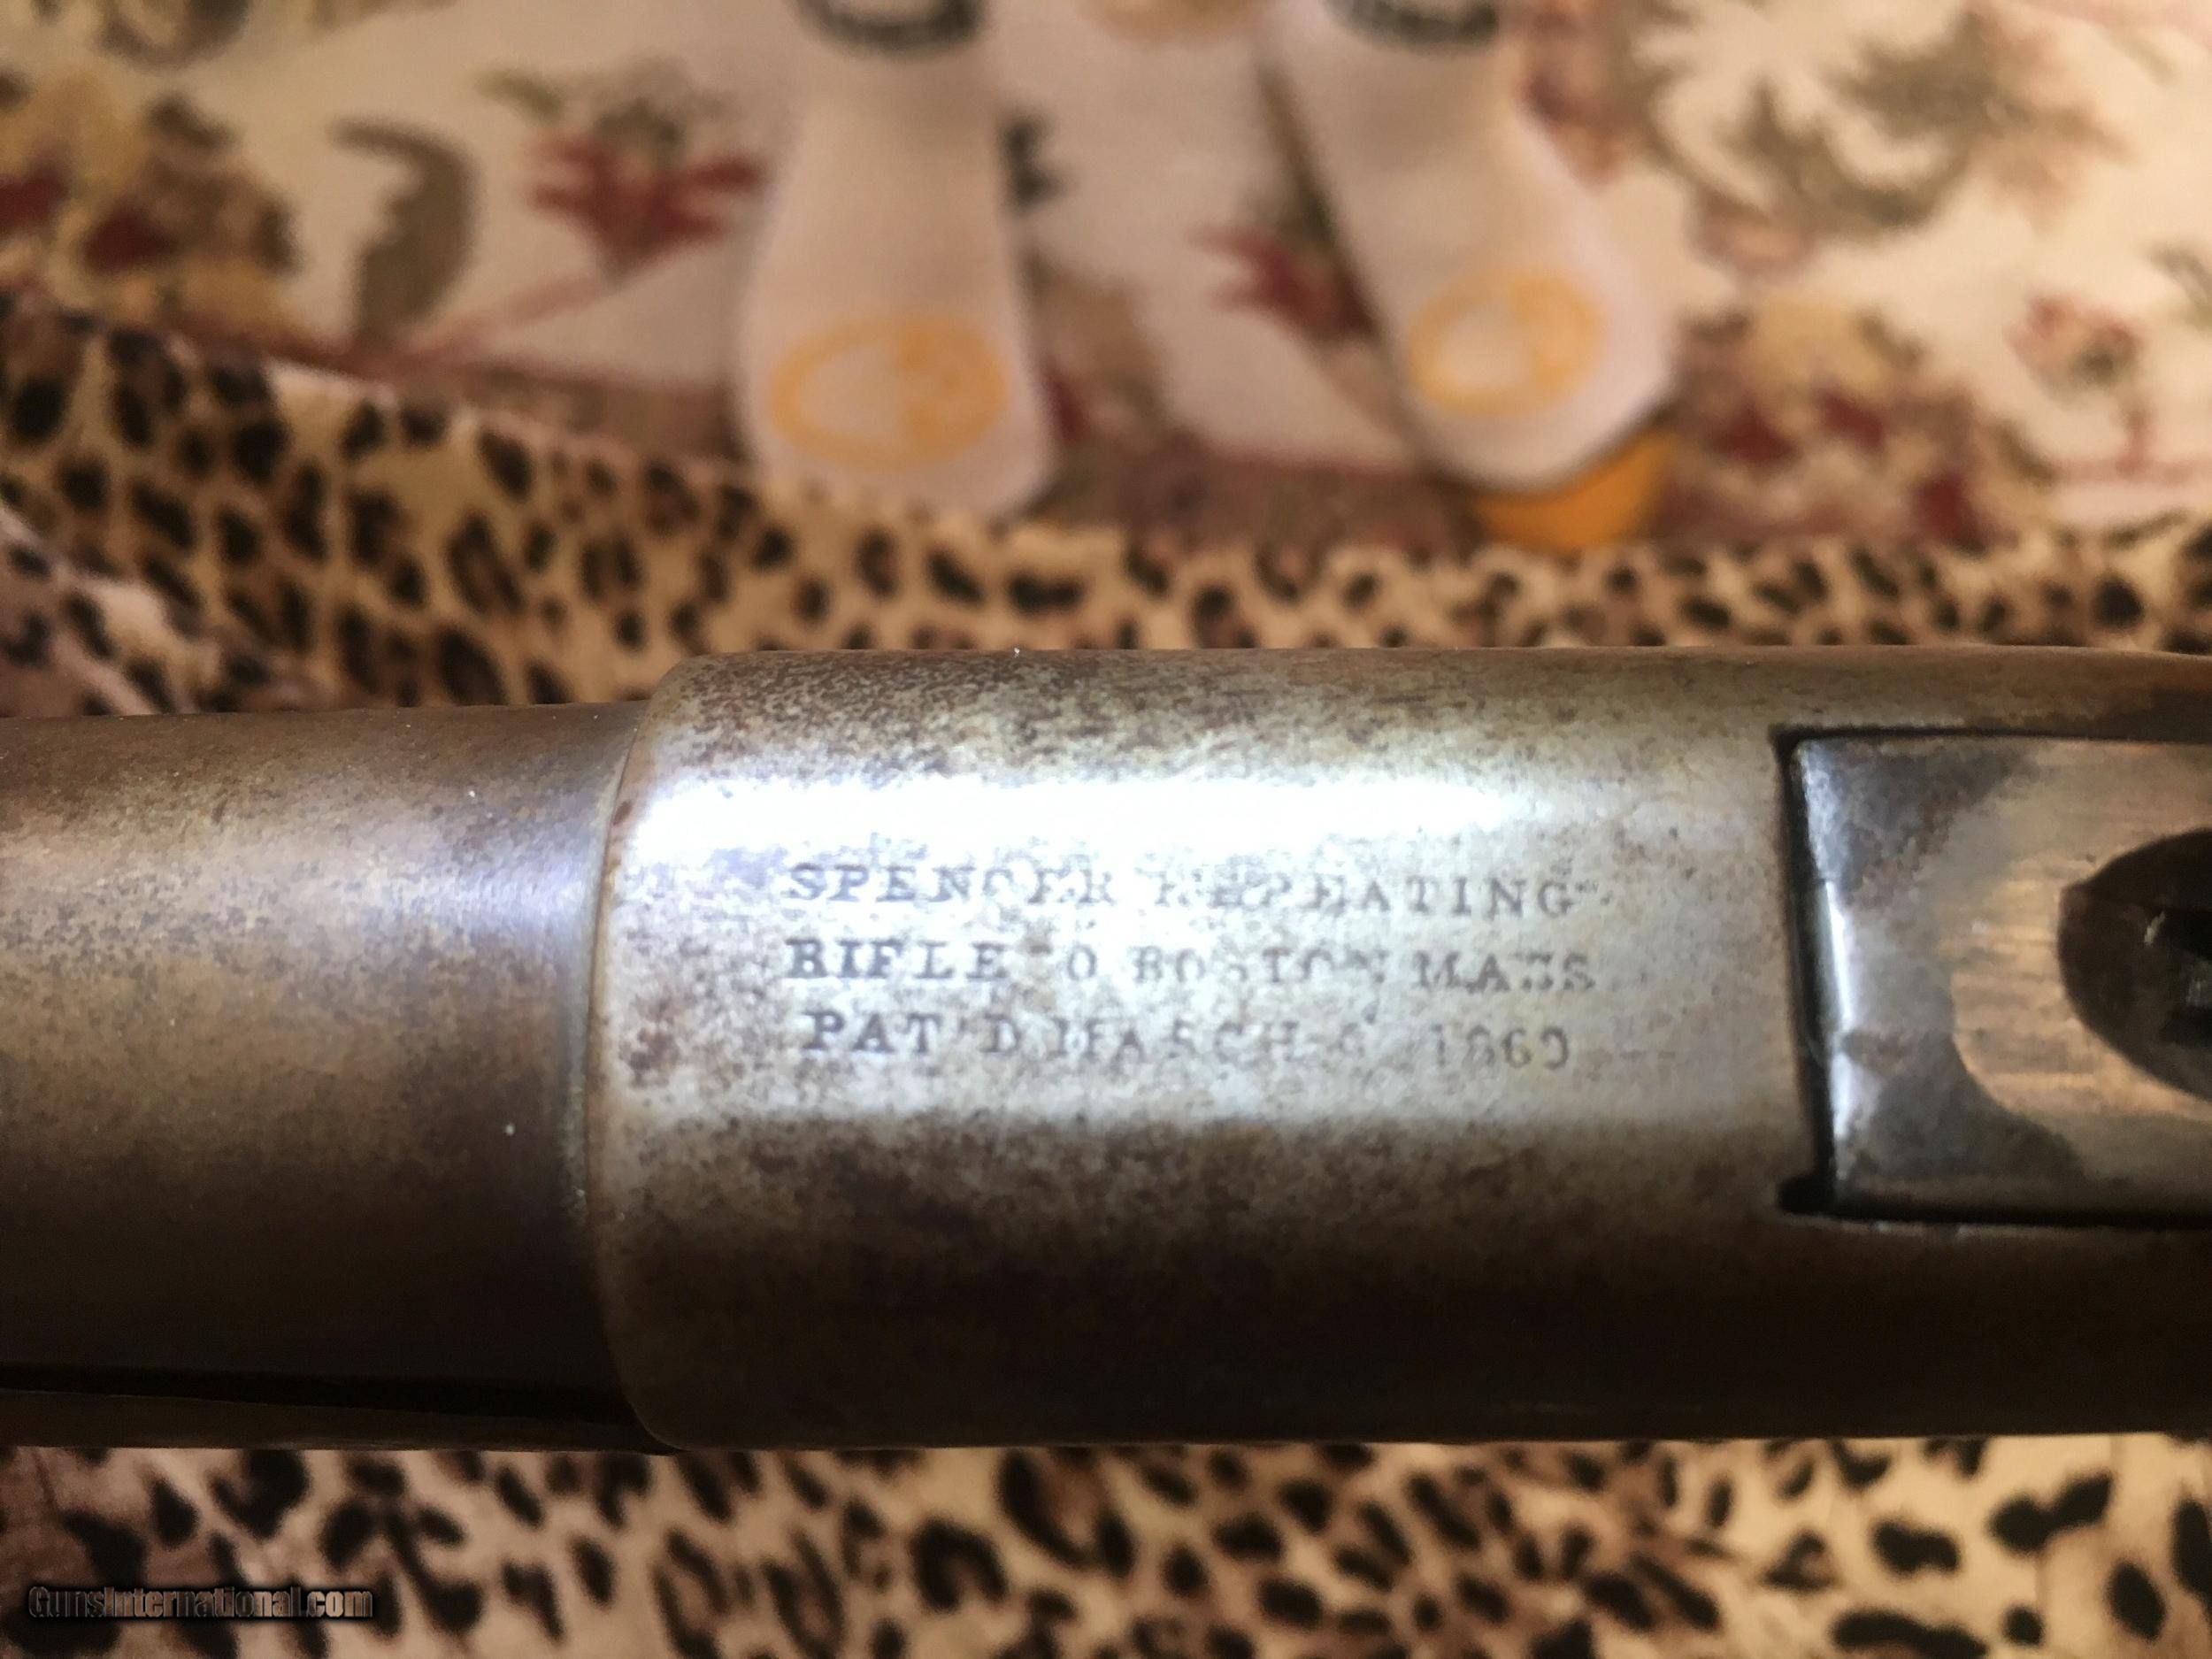 SPENCER REPEATING
RIFLE CO BOSTON MASS
PAT'D MARCH 6 1860
GunsInternational.com